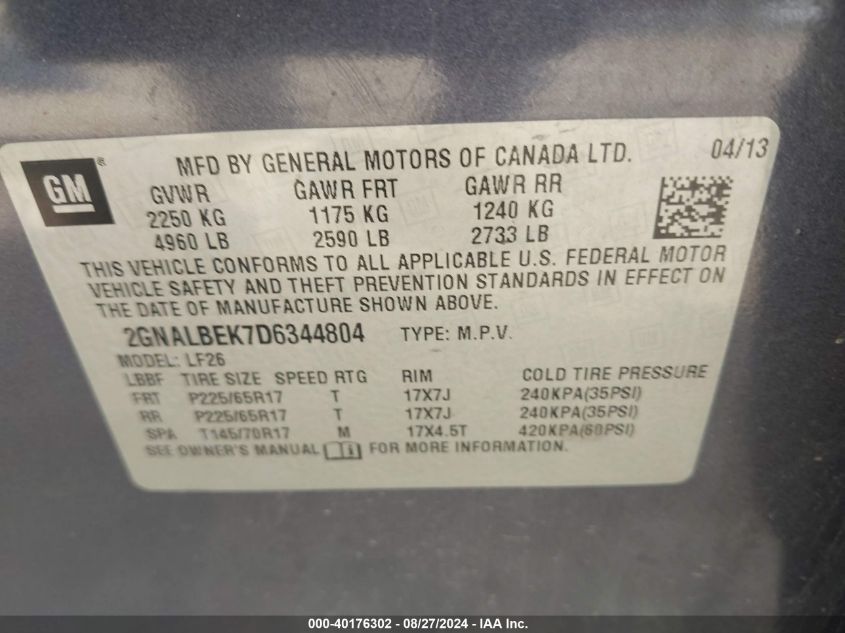 GM ® MFD BY GENERAL MOTORS OF CANADA LTD. 04/13
GVWR GAWR FRT GAWR RR
2250 KG 1175 KG 1240 KG
4960 LB 2590 LB 2733 LB
THIS VEHICLE CONFORMS TO ALL APPLICABLE U.S. FEDERAL MOTOR
VEHICLE SAFETY AND THEFT PREVENTION STANDARDS IN EFFECT ON
THE DATE OF MANUFACTURE SHOWN ABOVE.
2GNALBEK7D6344804 TYPE: M.P.V.
MODEL: LF26
LBBF TIRE SIZE SPEED RTG RIM COLD TIRE PRESSURE
FRT P225/65R17 T 17X7J 240KPA(35PSI)
RR P225/65R17 T 17X7J 240KPA(35PSI)
SPA T145/70R17 M 17X4.5T 420KPA(60PSI)
SEE OWNER'S MANUAL FOR MORE INFORMATION.
000-40176302 - 08/27/2024 - IAA Inc.